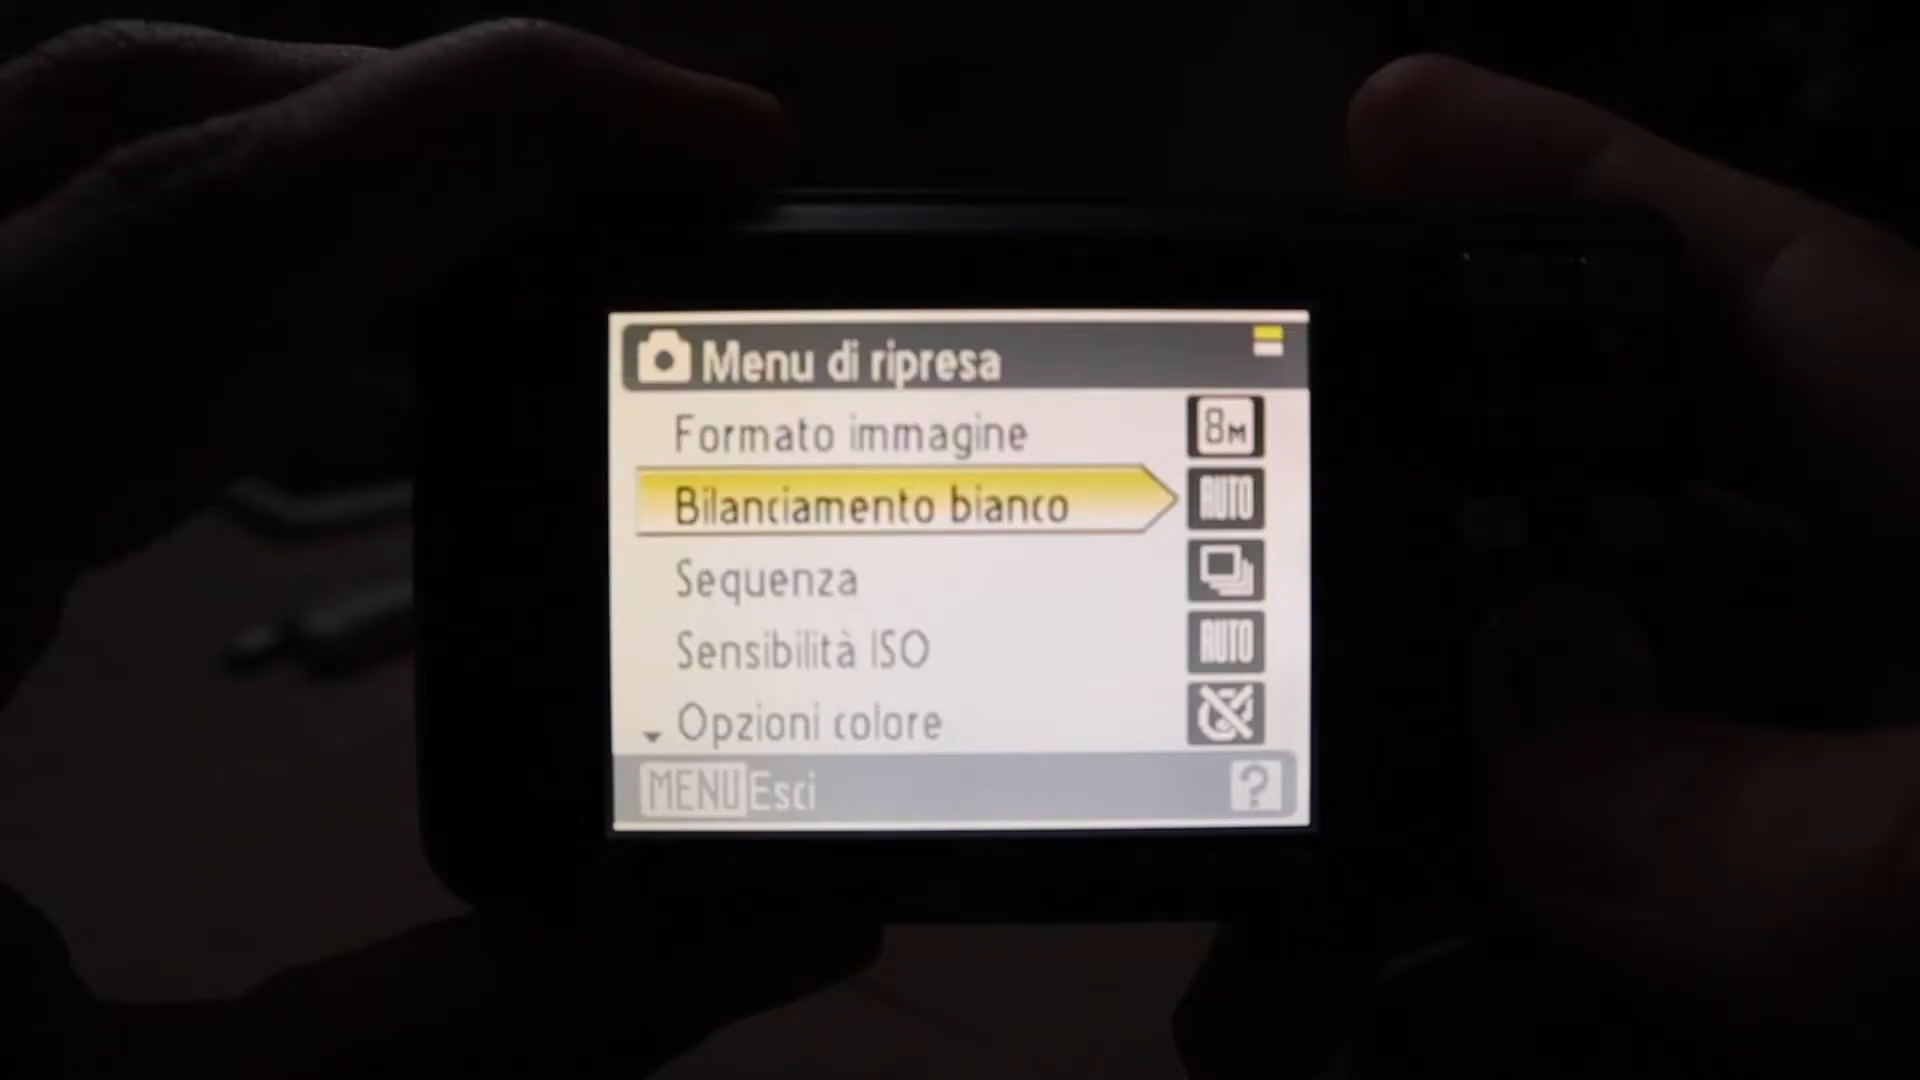 Menu di ripresa
Formato immagine 8M
Bilanciamento bianco AUTO
Sequenza
Sensibilità ISO AUTO
Opzioni colore
MENU Esci ?